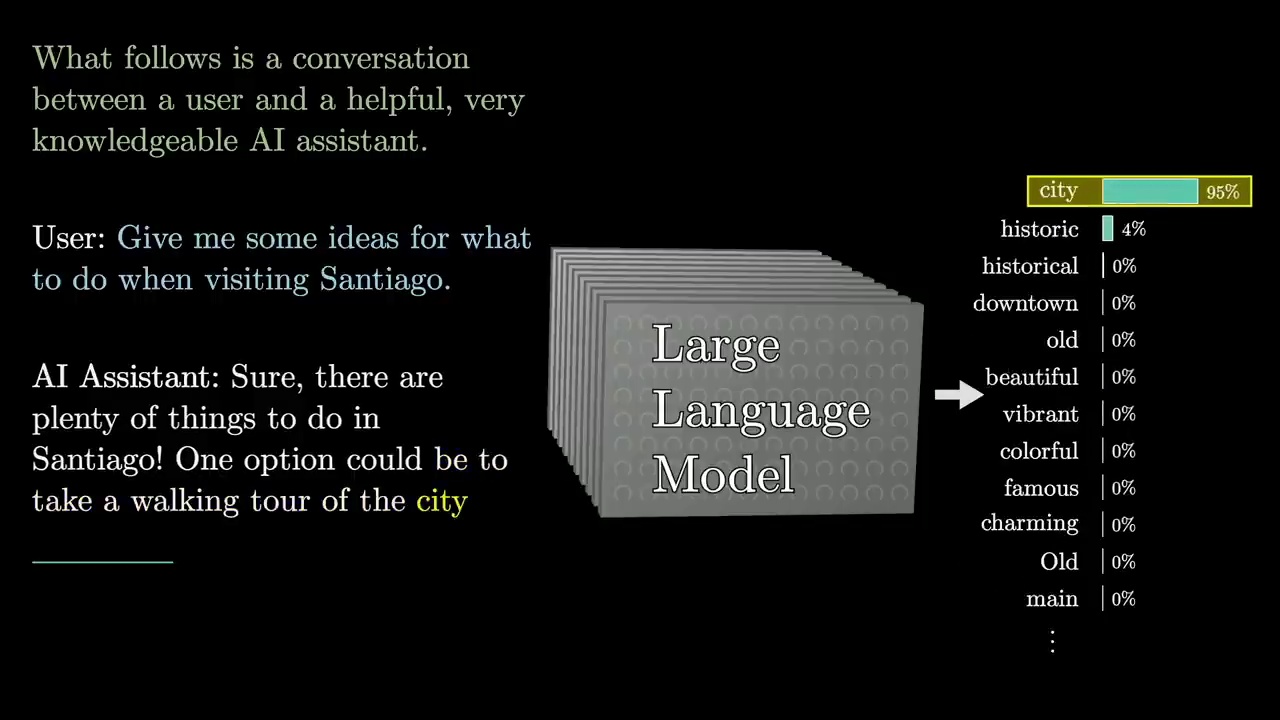 What follows is a conversation
between a user and a helpful, very
knowledgeable AI assistant.
User: Give me some ideas for what
to do when visiting Santiago.
AI Assistant: Sure, there are
plenty of things to do in
Santiago! One option could be to
take a walking tour of the city
Large
Language
Model
city 95%
historic 4%
historical 0%
downtown 0%
old 0%
beautiful 0%
vibrant 0%
colorful 0%
famous 0%
charming 0%
Old 0%
main 0%
⋮